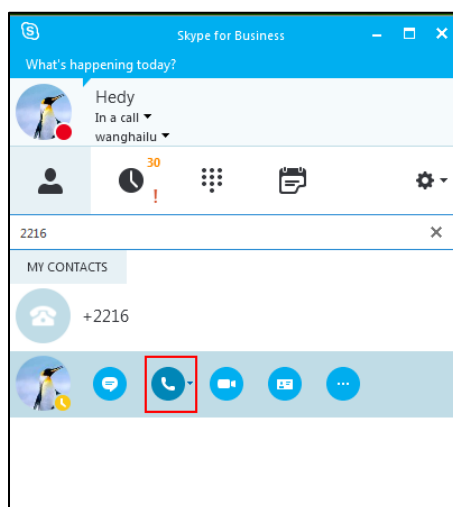 Skype for Business
What's happening today?
Hedy
In a call
wanghailu
30
!
2216
MY CONTACTS
+2216